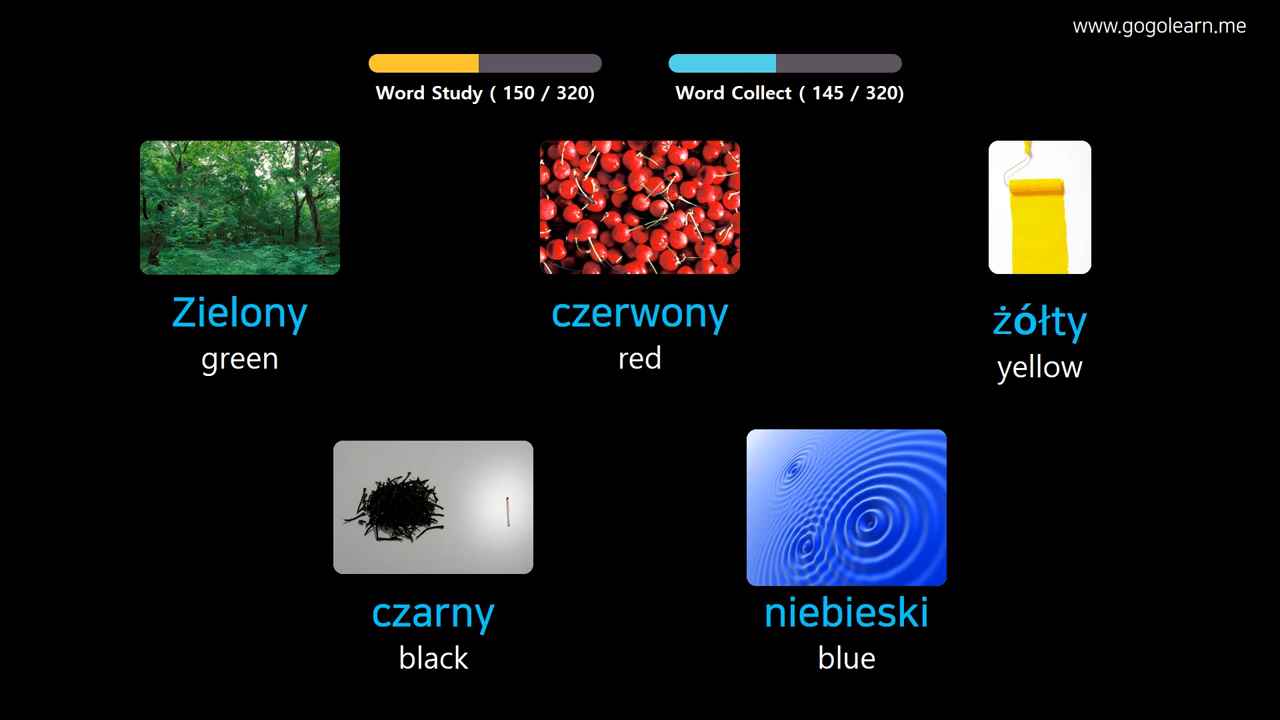 www.gogolearn.me
Word Study ( 150 / 320)
Word Collect ( 145 / 320)
Zielony
green
czerwony
red
żółty
yellow
czarny
black
niebieski
blue